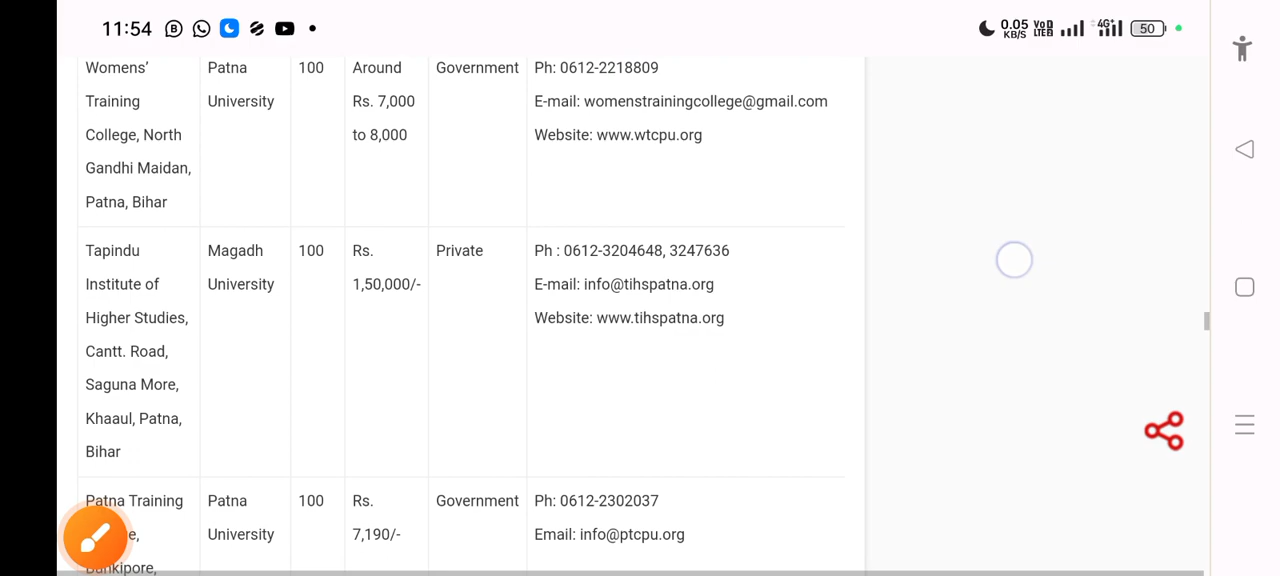 11:54
0.05 KB/S
VoD LTE2
4G+
50
Womens’ Patna 100 Around Government Ph: 0612-2218809
Training University Rs. 7,000 E-mail: womenstrainingcollege@gmail.com
College, North to 8,000 Website: www.wtcpu.org
Gandhi Maidan,
Patna, Bihar
Tapindu Magadh 100 Rs. Private Ph : 0612-3204648, 3247636
Institute of University 1,50,000/- E-mail: info@tihspatna.org
Higher Studies, Website: www.tihspatna.org
Cantt. Road,
Saguna More,
Khaaul, Patna,
Bihar
Patna Training Patna 100 Rs. Government Ph: 0612-2302037
e, University 7,190/- Email: info@ptcpu.org
Bankipore,